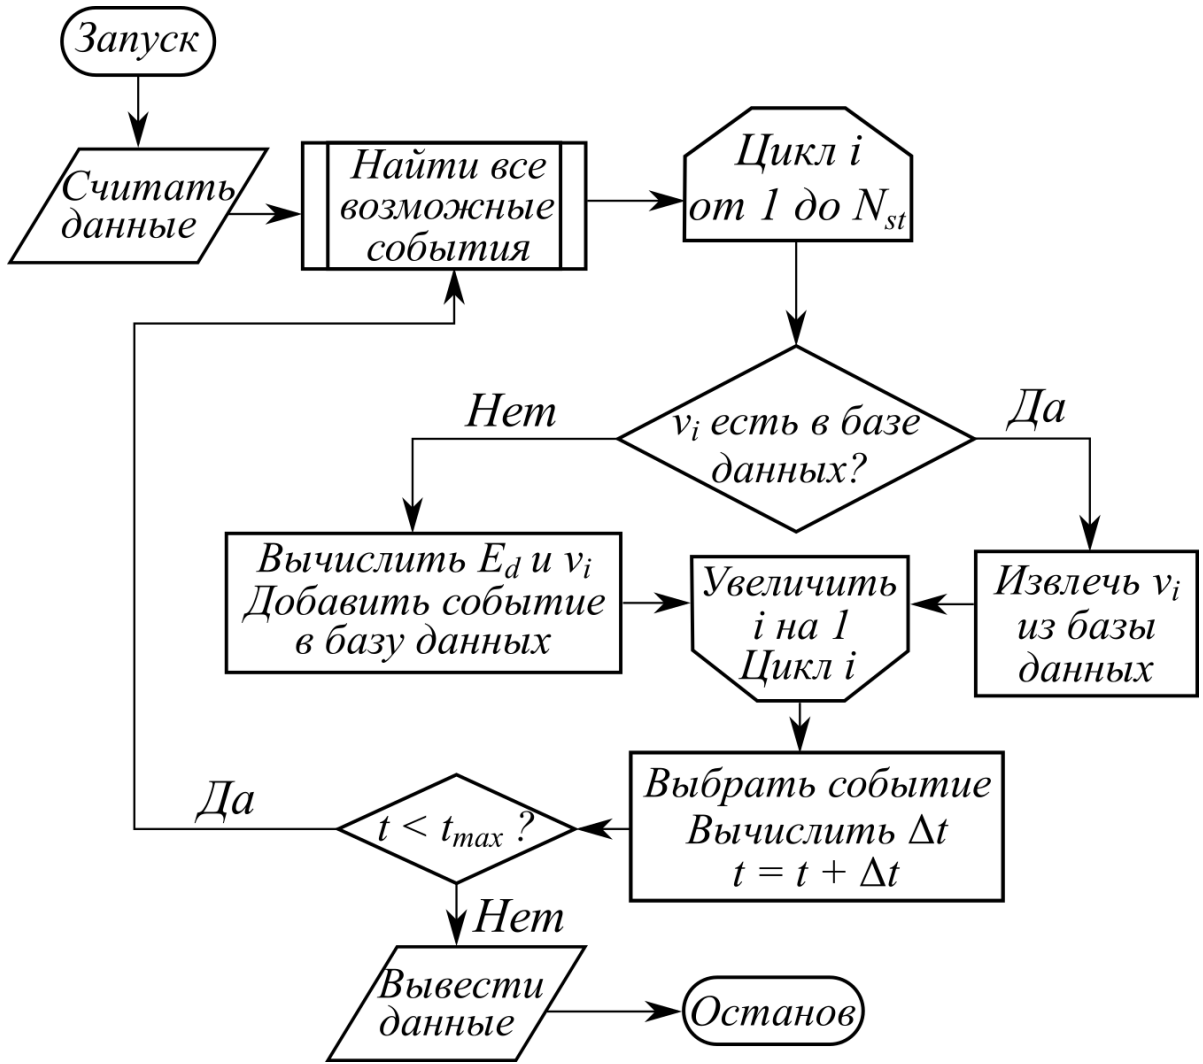 Запуск
Считать
данные
Найти все
возможные
события
Цикл i
от 1 до N_st
v_i есть в базе
данных?
Нет
Да
Вычислить E_d и v_i
Добавить событие
в базу данных
Увеличить
i на 1
Цикл i
Извлечь v_i
из базы
данных
Выбрать событие
Вычислить Δt
t = t + Δt
t < t_max ?
Да
Нет
Вывести
данные
Останов